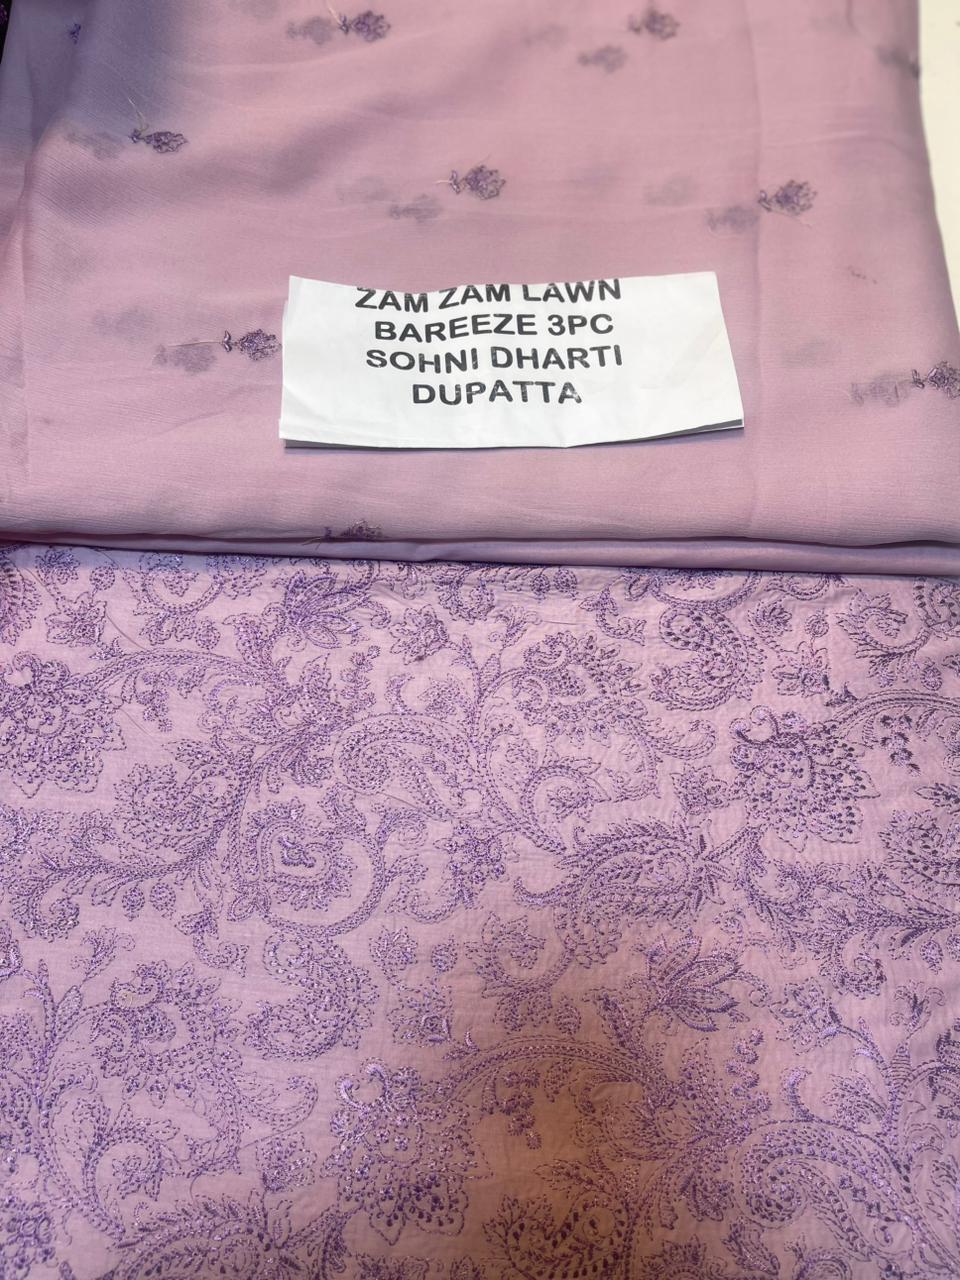 ZAM ZAM LAWN
BAREEZE 3PC
SOHNI DHARTI
DUPATTA